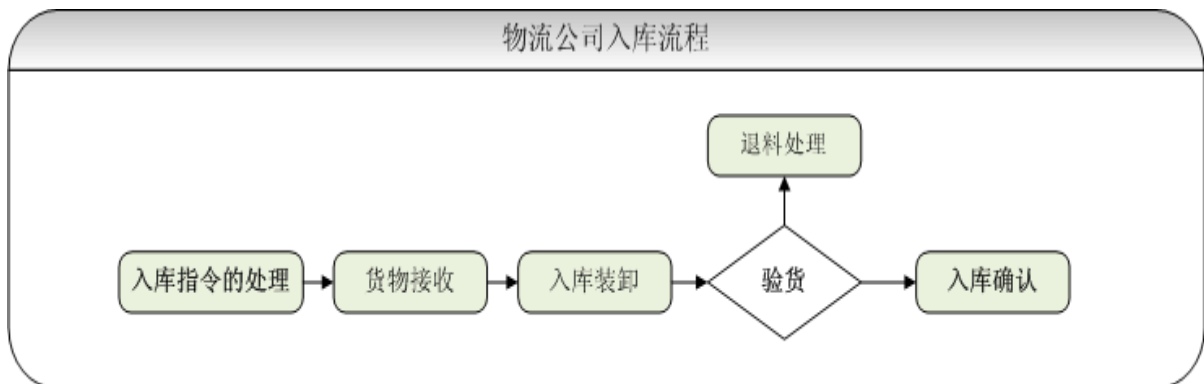 物流公司入库流程
退料处理
入库指令的处理
货物接收
入库装卸
验货
入库确认